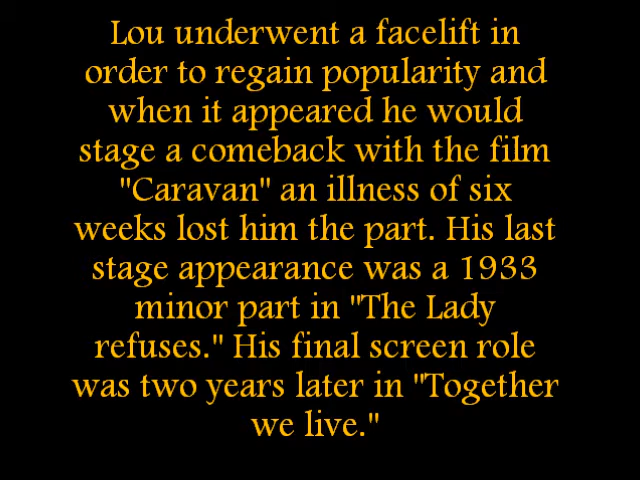 Lou underwent a facelift in
order to regain popularity and
when it appeared he would
stage a comeback with the film
"Caravan" an illness of six
weeks lost him the part. His last
stage appearance was a 1933
minor part in "The Lady
refuses." His final screen role
was two years later in "Together
we live."